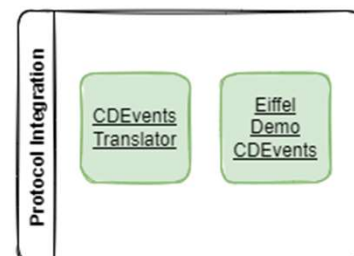 Protocol Integration
CDEvents
Translator
Eiffel
Demo
CDEvents